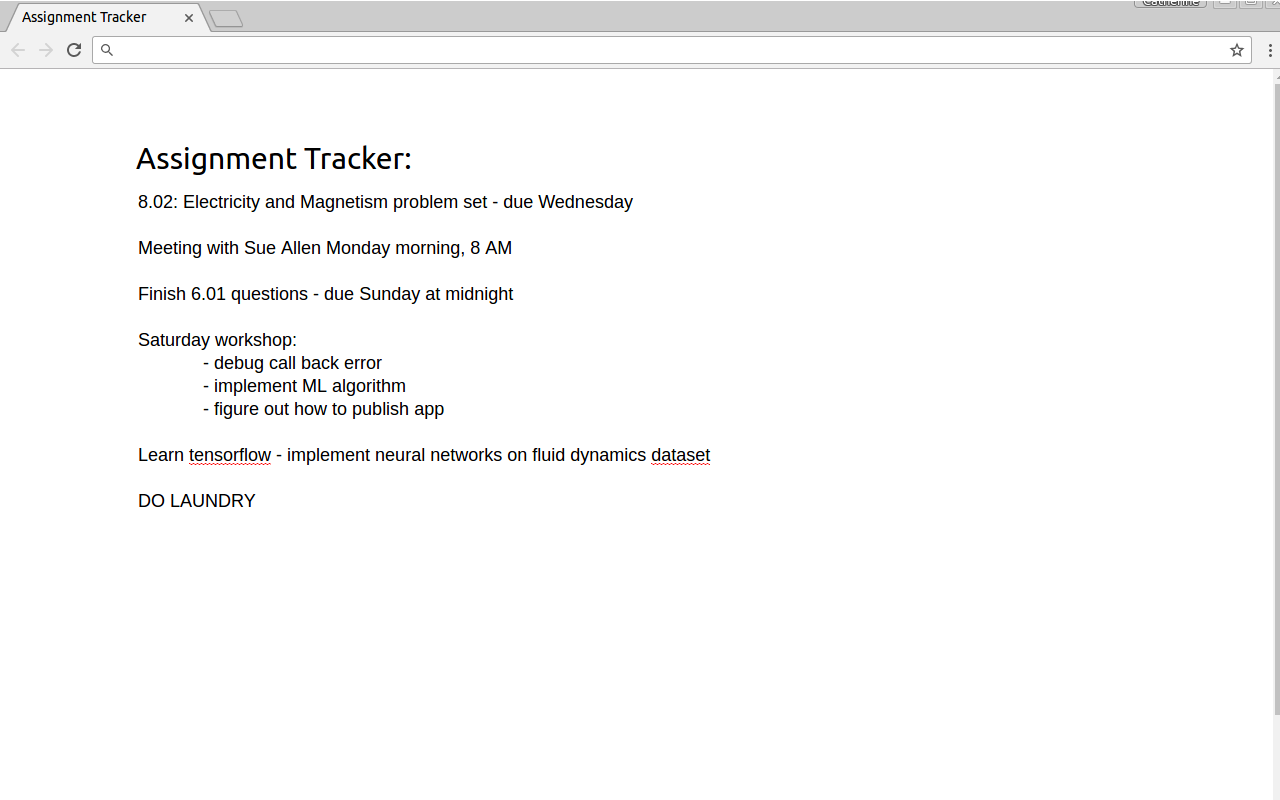 Assignment Tracker
Catherine
Assignment Tracker:
8.02: Electricity and Magnetism problem set - due Wednesday
Meeting with Sue Allen Monday morning, 8 AM
Finish 6.01 questions - due Sunday at midnight
Saturday workshop:
- debug call back error
- implement ML algorithm
- figure out how to publish app
Learn tensorflow - implement neural networks on fluid dynamics dataset
DO LAUNDRY